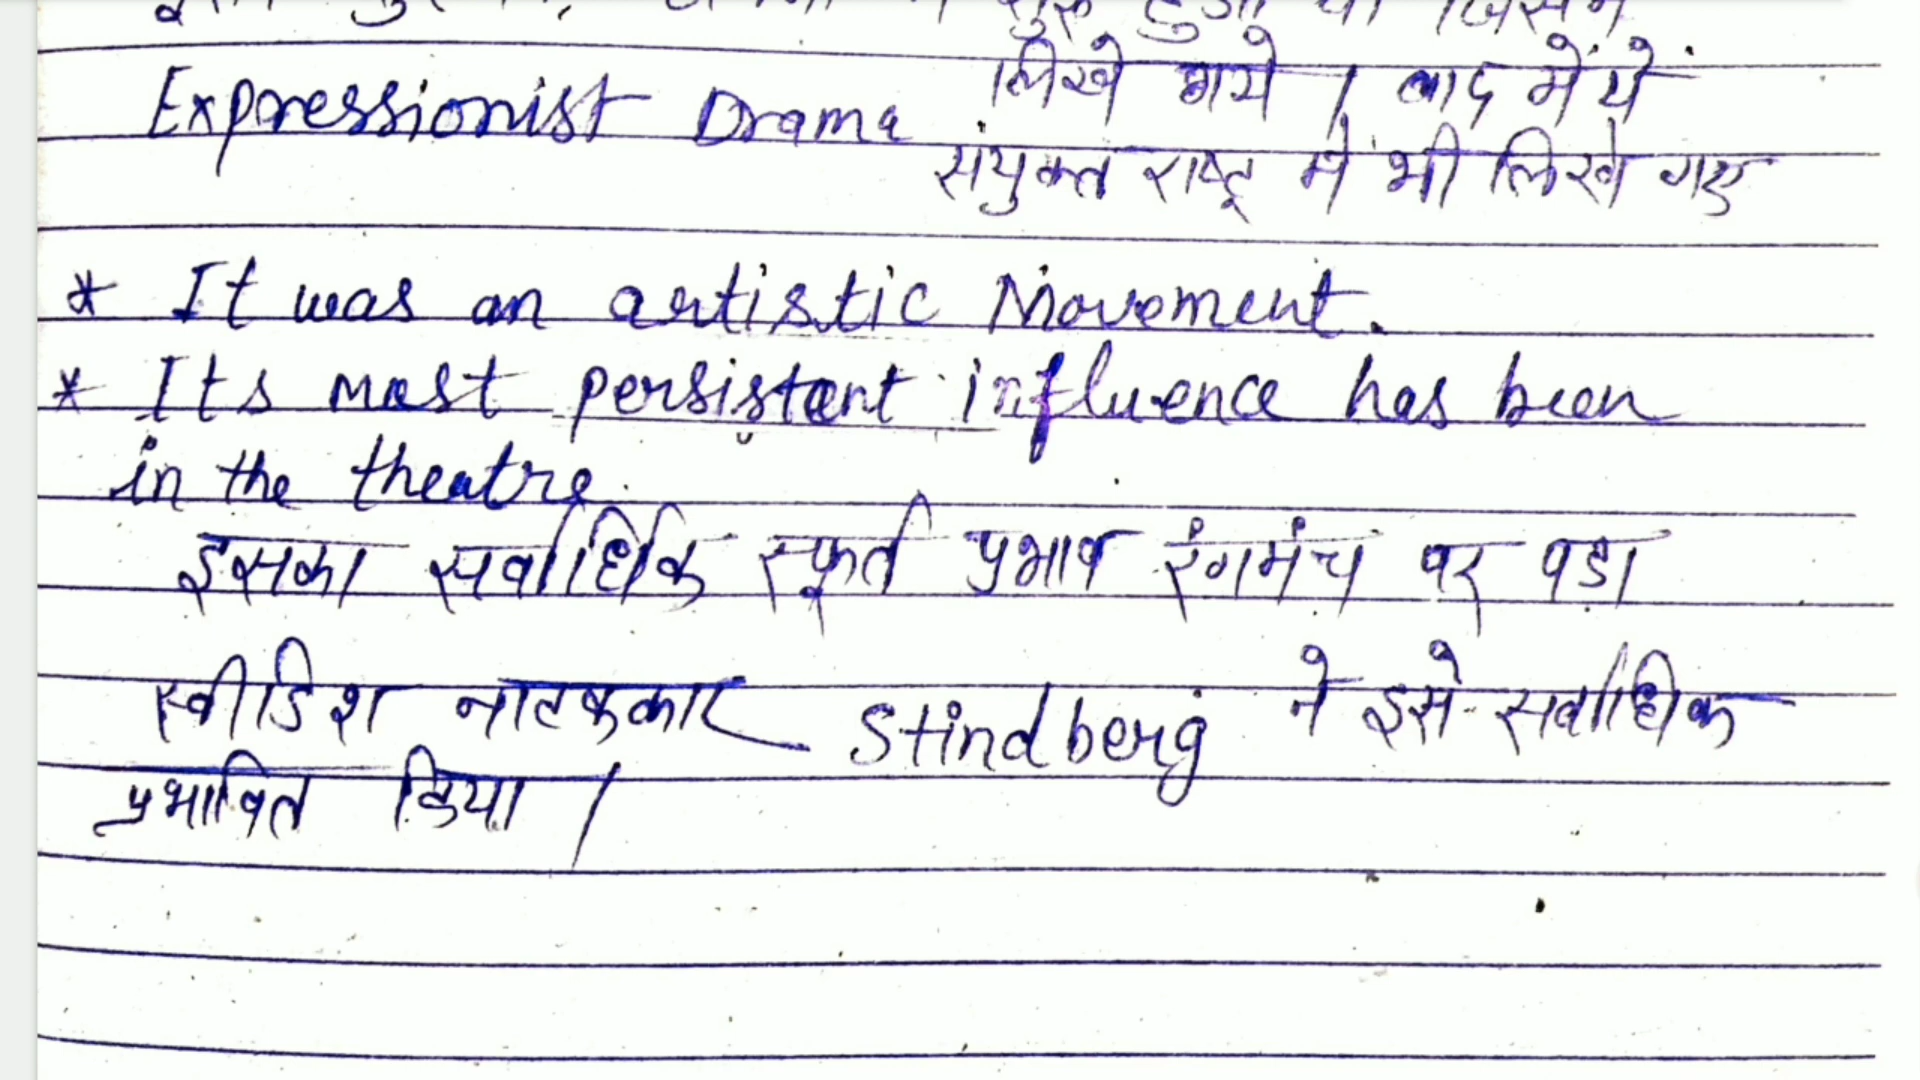 लिखे गये । बाद में ये
Expressionist Drama
संयुक्त राष्ट्र में भी लिखे गए
* It was an artistic Movement.
* Its most persistent influence has been
in the theatre.
इसका सर्वाधिक स्फूर्त प्रभाव रंगमंच पर पडा
स्वीडिश नाटककार Stindberg ने इसे सर्वाधिक
प्रभावित किया ।